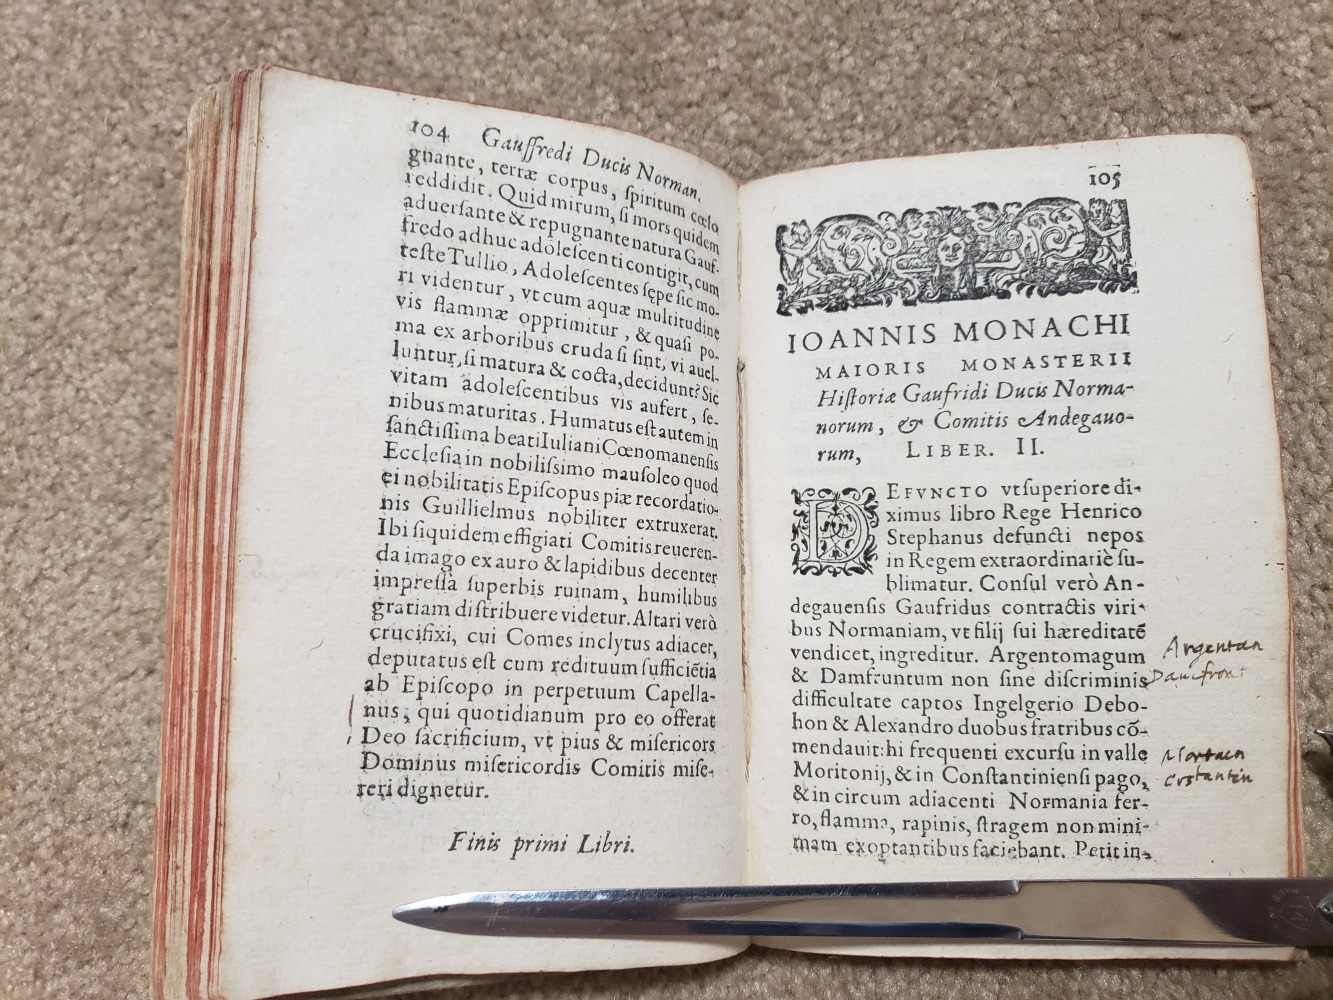 104 Gauffredi Ducis Norman.
gnante, terræ corpus, spiritum cœlo
reddidit. Quid mirum, si mors quidem
aduersante & repugnante natura Gauf-
fredo adhuc adolescenti contigit, cum
teste Tullio, Adolescentes sępe sic mo-
ri videntur, vt cum aquæ multitudine
vis flammæ opprimitur, & quasi po-
ma ex arboribus cruda si sint, vi auel-
luntur, si matura & cocta, decidunt? Sic
vitam adolescentibus vis aufert, se-
nibus maturitas. Humatus est autem in
sanctissima beati Iuliani Cœnomanensis
Ecclesia in nobilissimo mausoleo quod
ei nobilitatis Episcopus piæ recordatio-
nis Guillielmus nobiliter extruxerat.
Ibi siquidem effigiati Comitis reueren-
da imago ex auro & lapidibus decenter
impressa superbis ruinam, humilibus
gratiam distribuere videtur. Altari verò
crucifixi, cui Comes inclytus adiacet,
deputatus est cum redituum sufficiẽtia
ab Episcopo in perpetuum Capella-
nus, qui quotidianum pro eo offerat
Deo sacrificium, vt pius & misericors
Dominus misericordis Comitis mise-
reri dignetur.
Finis primi Libri.
105
IOANNIS MONACHI
MAIORIS MONASTERII
Historiæ Gaufridi Ducis Norma-
norum, & Comitis Andegauo-
rum, LIBER. II.
DEFVNCTO vt superiore di-
ximus libro Rege Henrico
Stephanus defuncti nepos
in Regem extraordinariè su-
blimatur. Consul verò An-
degauensis Gaufridus contractis viri-
bus Normaniam, vt filij sui hæreditatẽ
vendicet, ingreditur. Argentomagum
& Damfruntum non sine discriminis
difficultate captos Ingelgerio Debo-
hon & Alexandro duobus fratribus cõ-
mendauit: hi frequenti excursu in valle
Moritonij, & in Constantiniensi pago,
& in circum adiacenti Normania fer-
ro, flamma, rapinis, stragem non mini-
mam exoptantibus faciebant. Petit in-
Argentan
Damfront
Mortaen